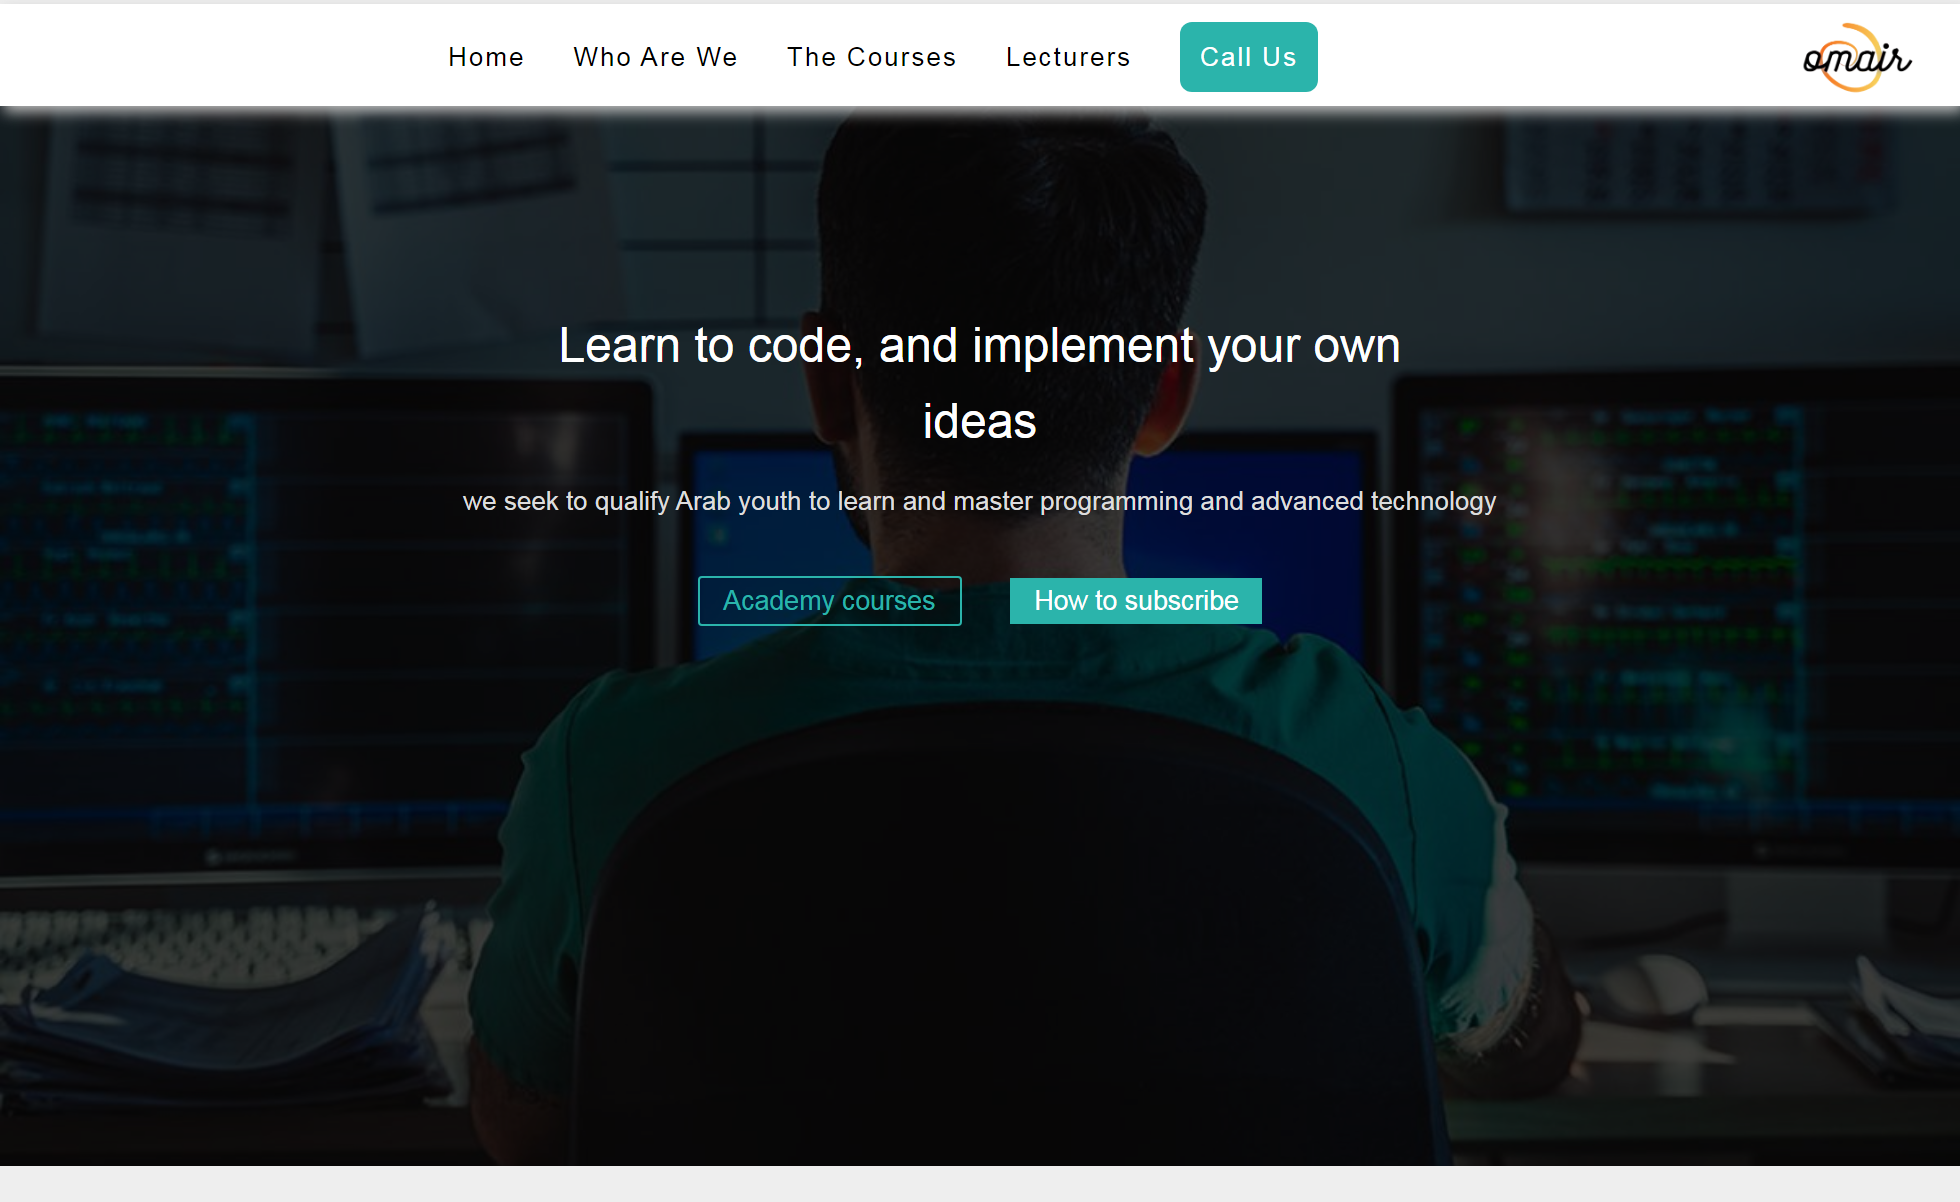 Home
Who Are We
The Courses
Lecturers
Call Us
omair
Learn to code, and implement your own
ideas
we seek to qualify Arab youth to learn and master programming and advanced technology
Academy courses
How to subscribe